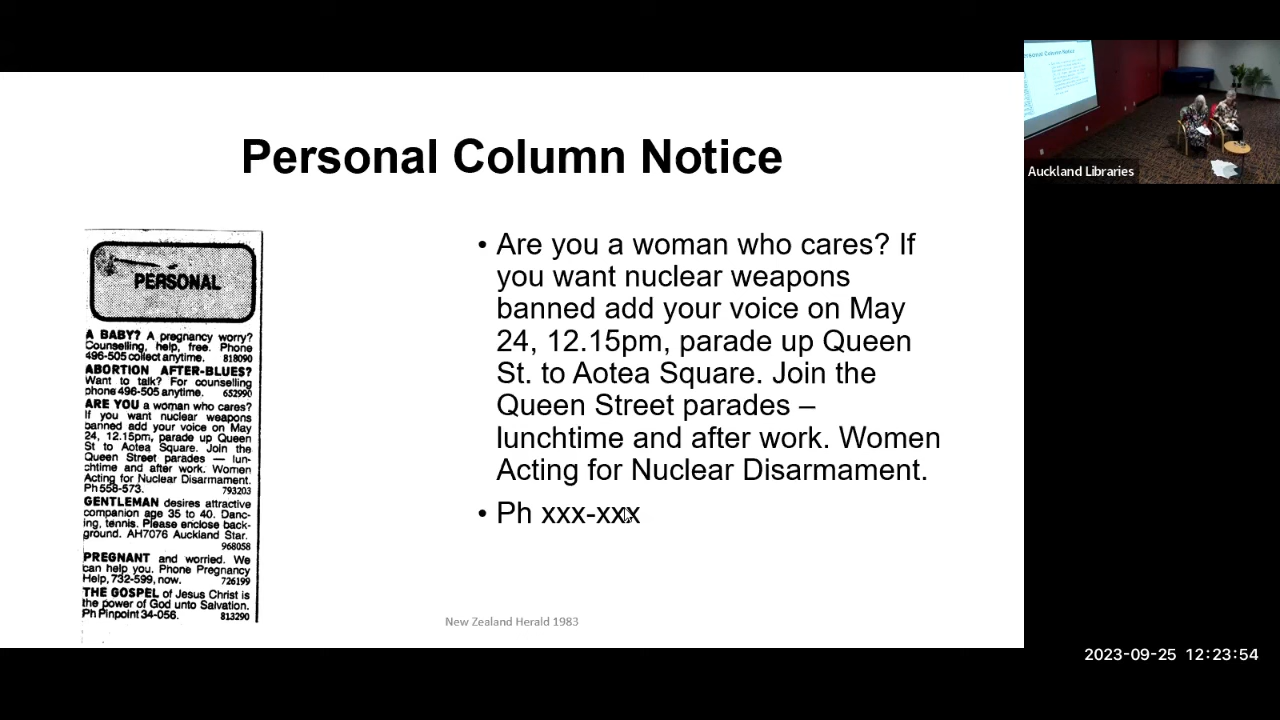 Personal Column Notice
PERSONAL
A BABY? A pregnancy worry?
Counselling, help, free. Phone
496-505 collect anytime. 818090
ABORTION AFTER-BLUES?
Want to talk? For counselling
phone 496-505 anytime. 652990
ARE YOU a woman who cares?
If you want nuclear weapons
banned add your voice on May
24, 12.15pm, parade up Queen
St to Aotea Square. Join the
Queen Street parades — lun-
chtime and after work. Women
Acting for Nuclear Disarmament.
Ph 558-573. 793203
GENTLEMAN desires attractive
companion age 35 to 40. Danc-
ing, tennis. Please enclose back-
ground. AH7076 Auckland Star.
968058
PREGNANT and worried. We
can help you. Phone Pregnancy
Help, 732-599, now. 726199
THE GOSPEL of Jesus Christ is
the power of God unto Salvation.
Ph Pinpoint 34-056. 813290
• Are you a woman who cares? If
you want nuclear weapons
banned add your voice on May
24, 12.15pm, parade up Queen
St. to Aotea Square. Join the
Queen Street parades –
lunchtime and after work. Women
Acting for Nuclear Disarmament.
• Ph xxx-xxx
New Zealand Herald 1983
Personal Column Notice
Auckland Libraries
2023-09-25 12:23:54